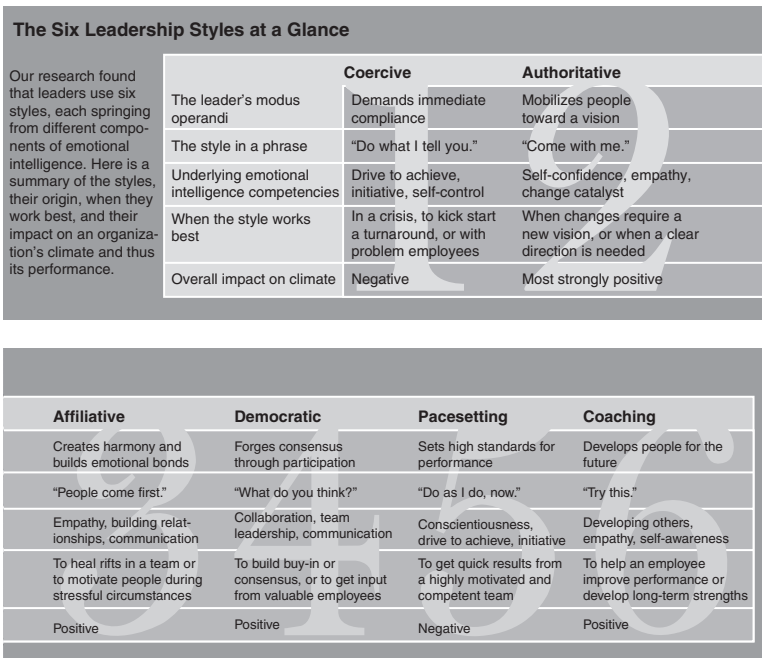 The Six Leadership Styles at a Glance
Our research found
that leaders use six
styles, each springing
from different compo-
nents of emotional
intelligence. Here is a
summary of the styles,
their origin, when they
work best, and their
impact on an organiza-
tion's climate and thus
its performance.
1 2
Coercive Authoritative
The leader's modus
operandi
Demands immediate
compliance
Mobilizes people
toward a vision
The style in a phrase
“Do what I tell you.”
“Come with me.”
Underlying emotional
intelligence competencies
Drive to achieve,
initiative, self-control
Self-confidence, empathy,
change catalyst
When the style works
best
In a crisis, to kick start
a turnaround, or with
problem employees
When changes require a
new vision, or when a clear
direction is needed
Overall impact on climate
Negative
Most strongly positive
3 4 5 6
Affiliative Democratic Pacesetting Coaching
Creates harmony and
builds emotional bonds
Forges consensus
through participation
Sets high standards for
performance
Develops people for the
future
“People come first.”
“What do you think?”
“Do as I do, now.”
“Try this.”
Empathy, building relat-
ionships, communication
Collaboration, team
leadership, communication
Conscientiousness,
drive to achieve, initiative
Developing others,
empathy, self-awareness
To heal rifts in a team or
to motivate people during
stressful circumstances
To build buy-in or
consensus, or to get input
from valuable employees
To get quick results from
a highly motivated and
competent team
To help an employee
improve performance or
develop long-term strengths
Positive
Positive
Negative
Positive